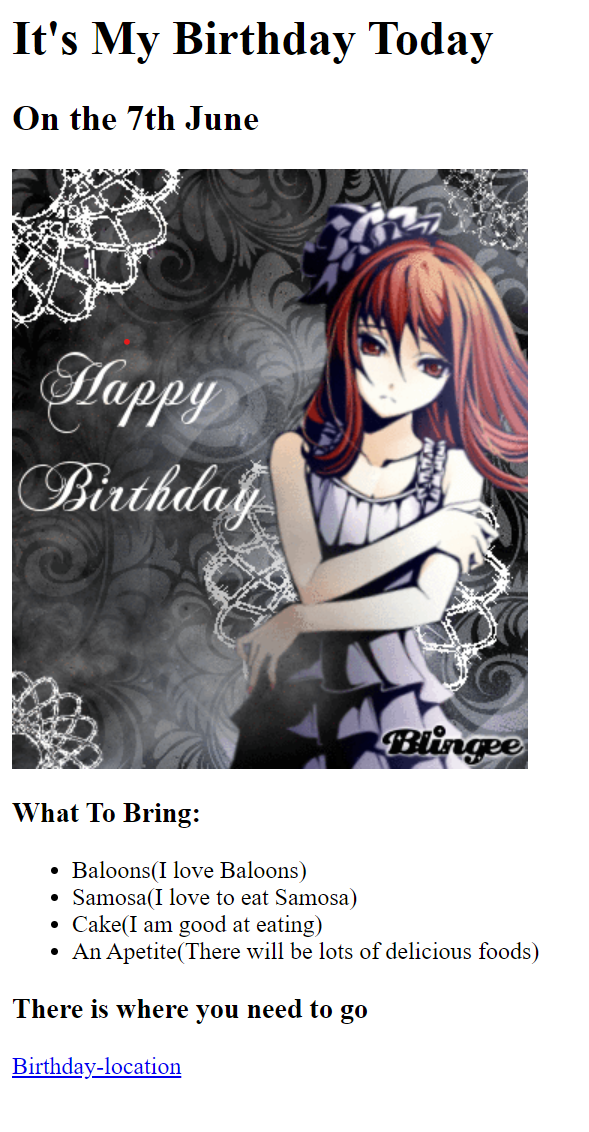 It's My Birthday Today
On the 7th June
Happy
Birthday
Blingee
What To Bring:
Baloons(I love Baloons)
Samosa(I love to eat Samosa)
Cake(I am good at eating)
An Apetite(There will be lots of delicious foods)
There is where you need to go
Birthday-location